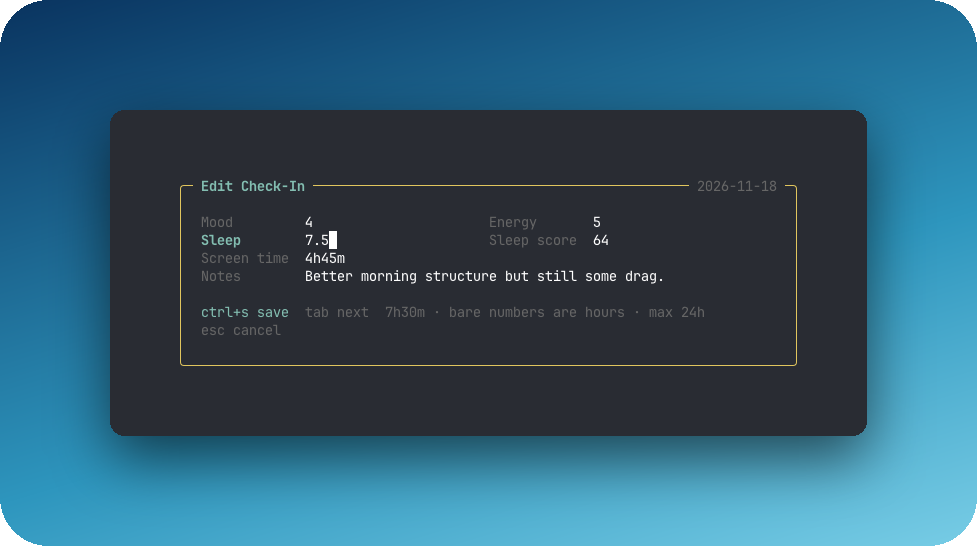 Edit Check-In 2026-11-18
Mood 4 Energy 5
Sleep 7.5 Sleep score 64
Screen time 4h45m
Notes Better morning structure but still some drag.
ctrl+s save tab next 7h30m · bare numbers are hours · max 24h
esc cancel